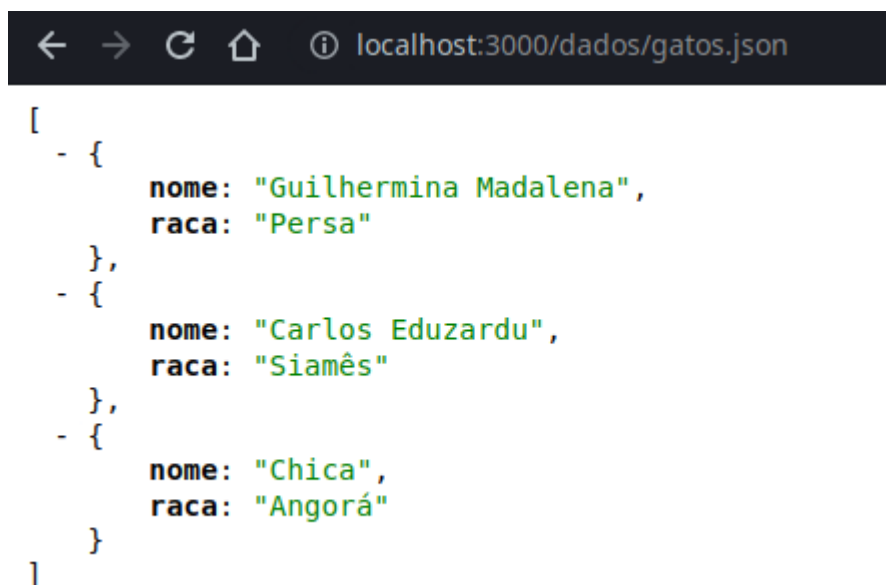 localhost:3000/dados/gatos.json
[
- {
nome: "Guilhermina Madalena",
raca: "Persa"
},
- {
nome: "Carlos Eduzardu",
raca: "Siamês"
},
- {
nome: "Chica",
raca: "Angorá"
}
]